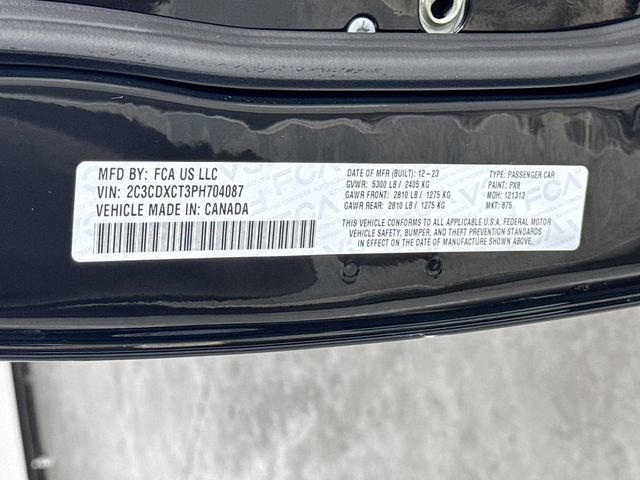 MFD BY: FCA US LLC
VIN: 2C3CDXCT3PH704087
VEHICLE MADE IN: CANADA
DATE OF MFR (BUILT): 12-23
GVWR: 5300 LB / 2405 KG
GAWR FRONT: 2810 LB / 1275 KG
GAWR REAR: 2810 LB / 1275 KG
TYPE: PASSENGER CAR
PAINT: PX8
MDH: 121313
MKT: 875
THIS VEHICLE CONFORMS TO ALL APPLICABLE U.S.A. FEDERAL MOTOR
VEHICLE SAFETY, BUMPER, AND THEFT PREVENTION STANDARDS
IN EFFECT ON THE DATE OF MANUFACTURE SHOWN ABOVE.